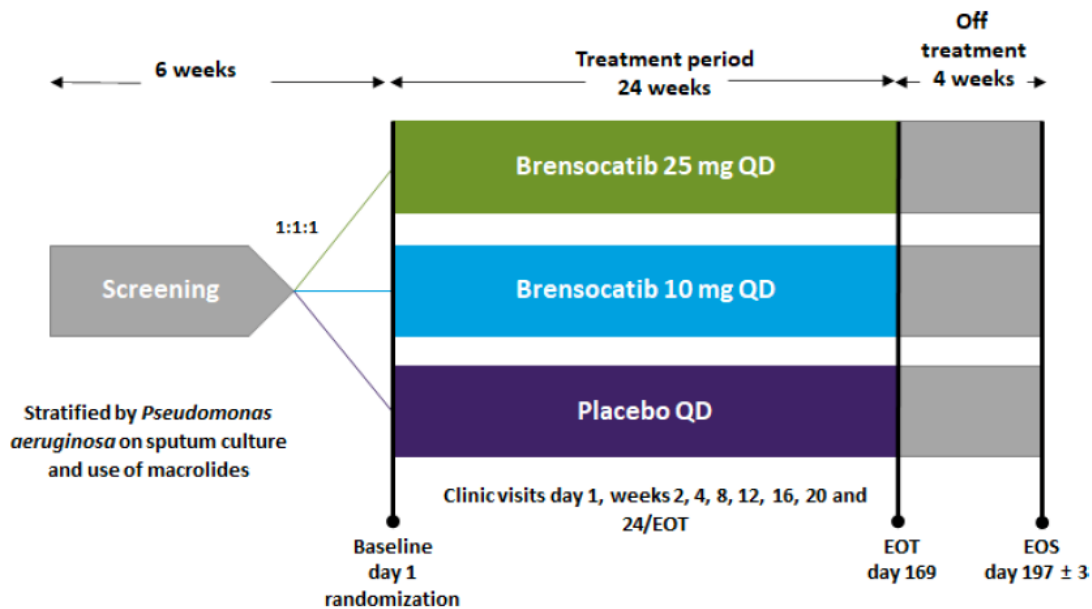 6 weeks
Treatment period
24 weeks
Off
treatment
4 weeks
Brensocatib 25 mg QD
1:1:1
Screening
Brensocatib 10 mg QD
Placebo QD
Stratified by Pseudomonas
aeruginosa on sputum culture
and use of macrolides
Clinic visits day 1, weeks 2, 4, 8, 12, 16, 20 and
24/EOT
Baseline
day 1
randomization
EOT
day 169
EOS
day 197 ± 3